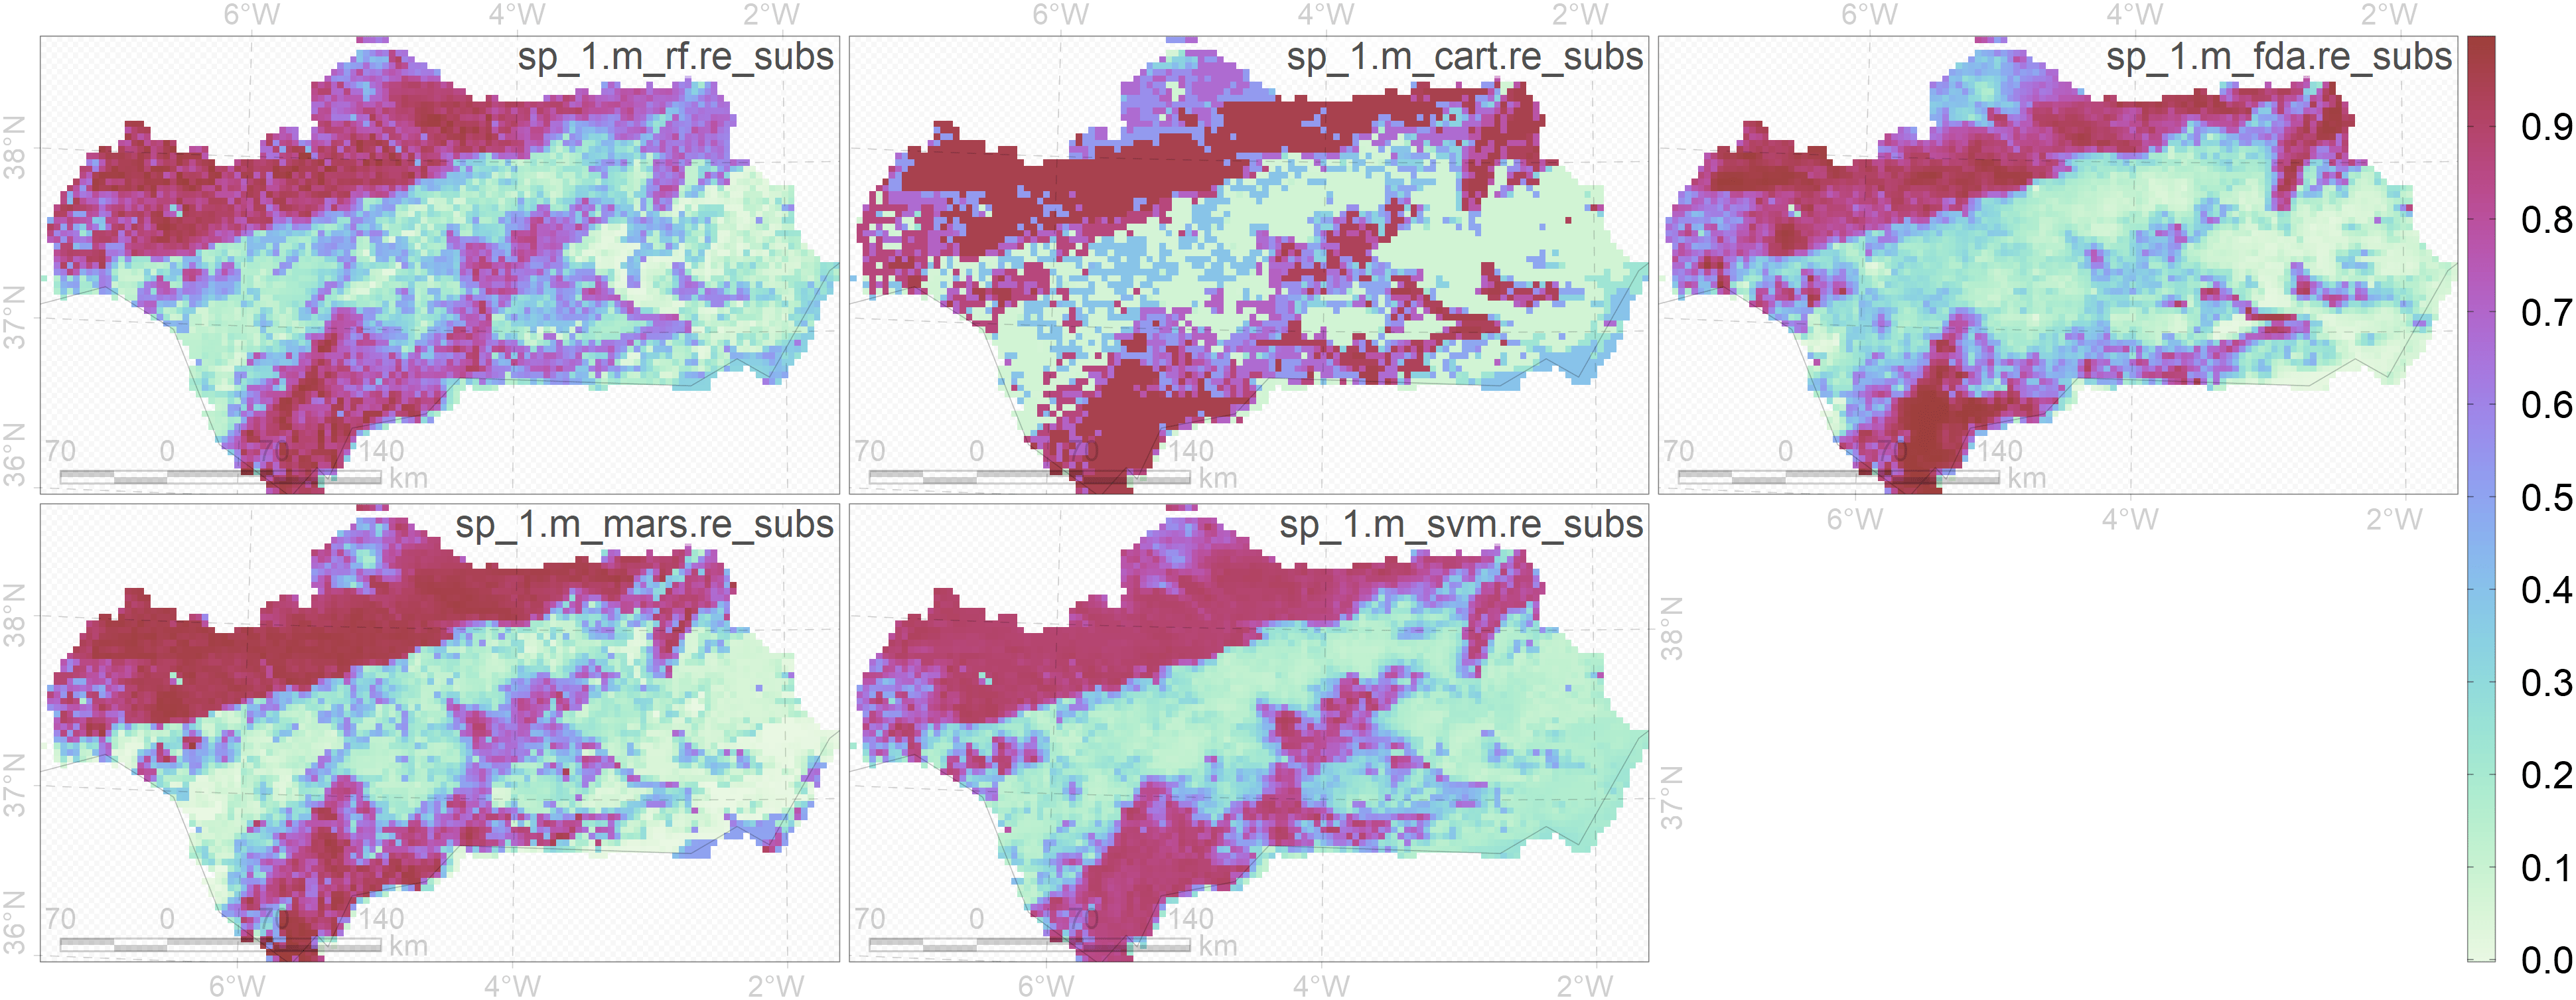 6°W 4°W 2°W 6°W 4°W 2°W 6°W 4°W 2°W
sp_1.m_rf.re_subs sp_1.m_cart.re_subs sp_1.m_fda.re_subs
38°N
37°N
36°N
70 0 70 140 km 70 0 70 140 km 70 0 70 140 km
6°W 4°W 2°W
sp_1.m_mars.re_subs sp_1.m_svm.re_subs
38°N 38°N
37°N 37°N
36°N
70 0 70 140 km 70 0 70 140 km
6°W 4°W 2°W 6°W 4°W 2°W
0.9
0.8
0.7
0.6
0.5
0.4
0.3
0.2
0.1
0.0